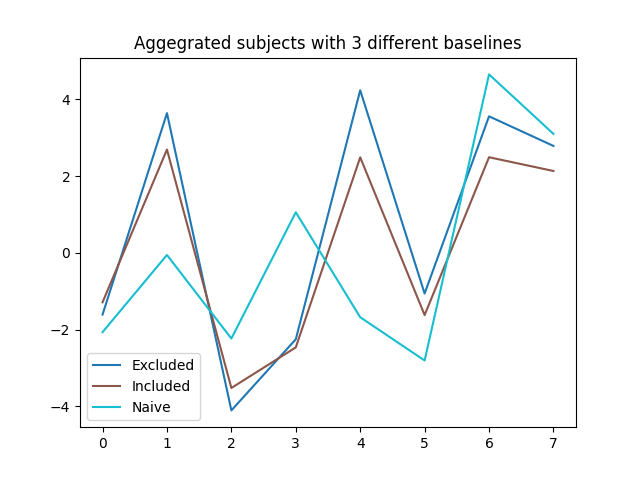 Aggegrated subjects with 3 different baselines
4
2
0
−2
−4
Excluded
Included
Naive
0 1 2 3 4 5 6 7